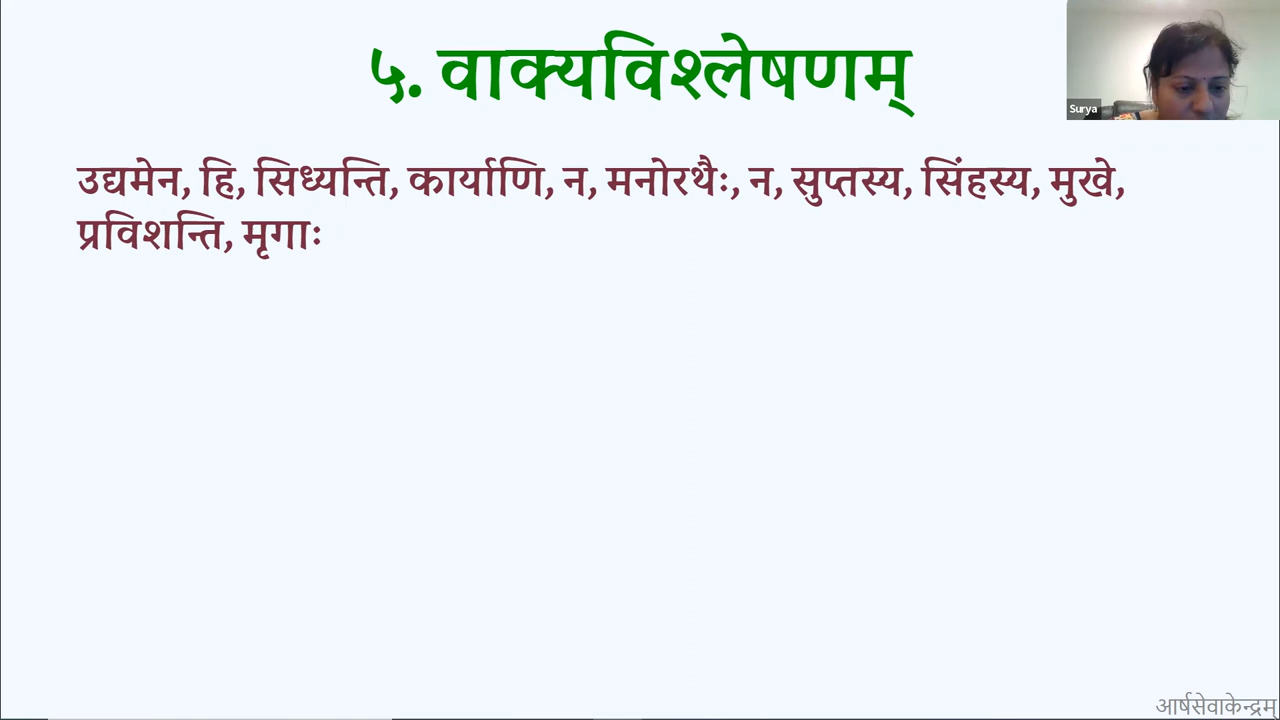 ५. वाक्यविश्लेषणम्
Surya
उद्यमेन, हि, सिध्यन्ति, कार्याणि, न, मनोरथैः, न, सुप्तस्य, सिंहस्य, मुखे,
प्रविशन्ति, मृगाः
आर्षसेवाकेन्द्रम्